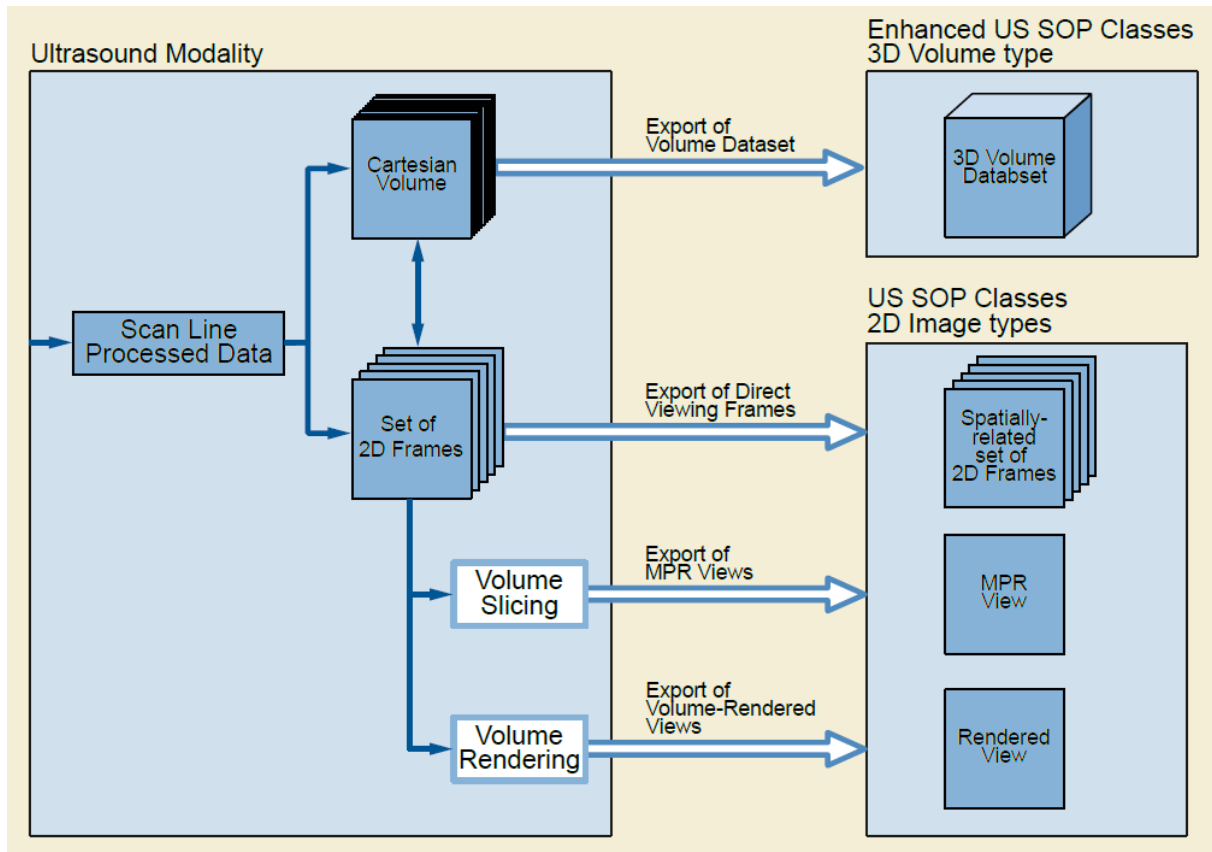 Ultrasound Modality
Enhanced US SOP Classes
3D Volume type
Cartesian
Volume
Export of
Volume Dataset
3D Volume
Databset
Scan Line
Processed Data
US SOP Classes
2D Image types
Set of
2D Frames
Export of Direct
Viewing Frames
Spatially-
related
set of
2D Frames
Volume
Slicing
Export of
MPR Views
MPR
View
Volume
Rendering
Export of
Volume-Rendered
Views
Rendered
View